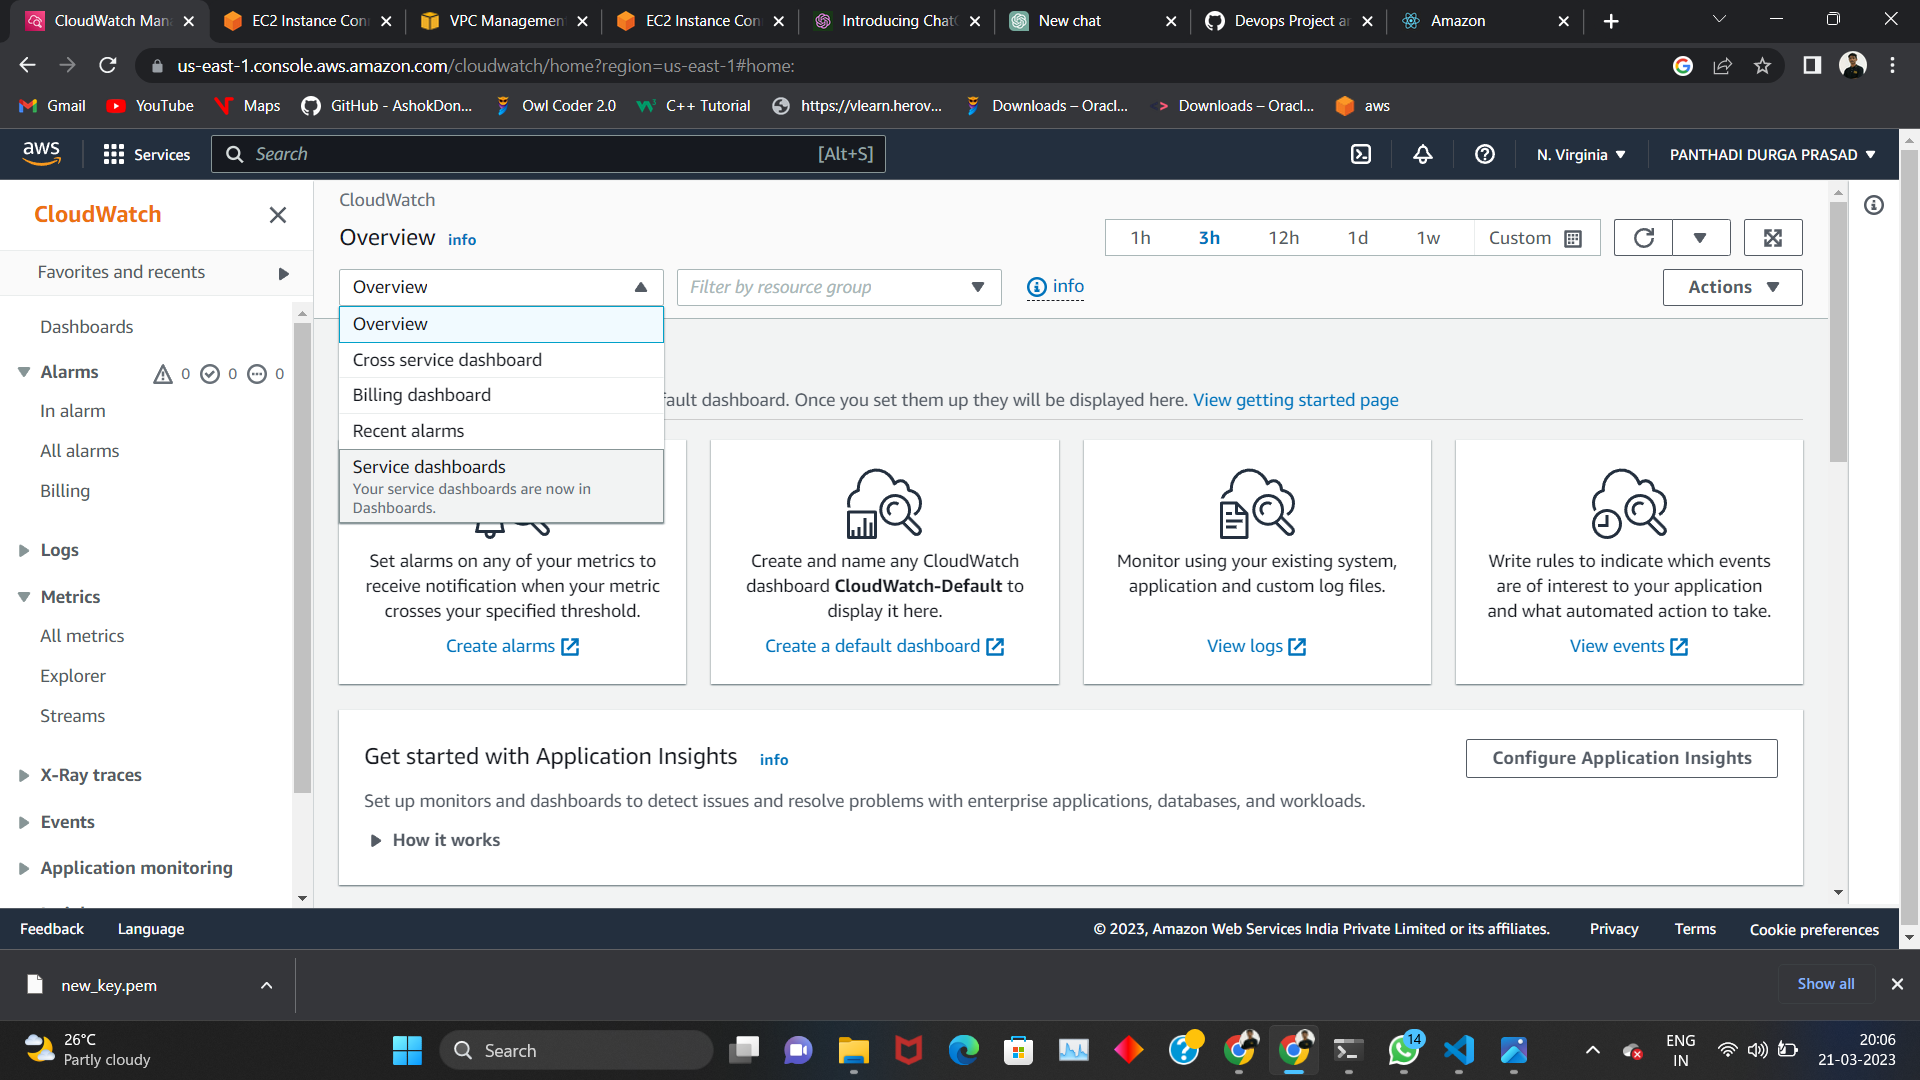 CloudWatch Man
EC2 Instance Con
VPC Managemen
EC2 Instance Con
Introducing Chat
New chat
Devops Project a
Amazon
us-east-1.console.aws.amazon.com/cloudwatch/home?region=us-east-1#home:
Gmail
YouTube
Maps
GitHub - AshokDon...
Owl Coder 2.0
C++ Tutorial
https://vlearn.herov...
Downloads – Oracl...
Downloads – Oracl...
aws
aws
Services
Search
[Alt+S]
N. Virginia
PANTHADI DURGA PRASAD
CloudWatch
Favorites and recents
Dashboards
Alarms
0
0
0
In alarm
All alarms
Billing
Logs
Metrics
All metrics
Explorer
Streams
X-Ray traces
Events
Application monitoring
CloudWatch
Overview info
1h
3h
12h
1d
1w
Custom
Overview
Filter by resource group
info
Actions
Overview
Cross service dashboard
Billing dashboard
Recent alarms
Service dashboards
Your service dashboards are now in
Dashboards.
fault dashboard. Once you set them up they will be displayed here. View getting started page
Set alarms on any of your metrics to
receive notification when your metric
crosses your specified threshold.
Create alarms
Create and name any CloudWatch
dashboard CloudWatch-Default to
display it here.
Create a default dashboard
Monitor using your existing system,
application and custom log files.
View logs
Write rules to indicate which events
are of interest to your application
and what automated action to take.
View events
Get started with Application Insights info
Configure Application Insights
Set up monitors and dashboards to detect issues and resolve problems with enterprise applications, databases, and workloads.
How it works
Feedback
Language
© 2023, Amazon Web Services India Private Limited or its affiliates.
Privacy
Terms
Cookie preferences
new_key.pem
Show all
26°C
Partly cloudy
Search
14
ENG
IN
20:06
21-03-2023